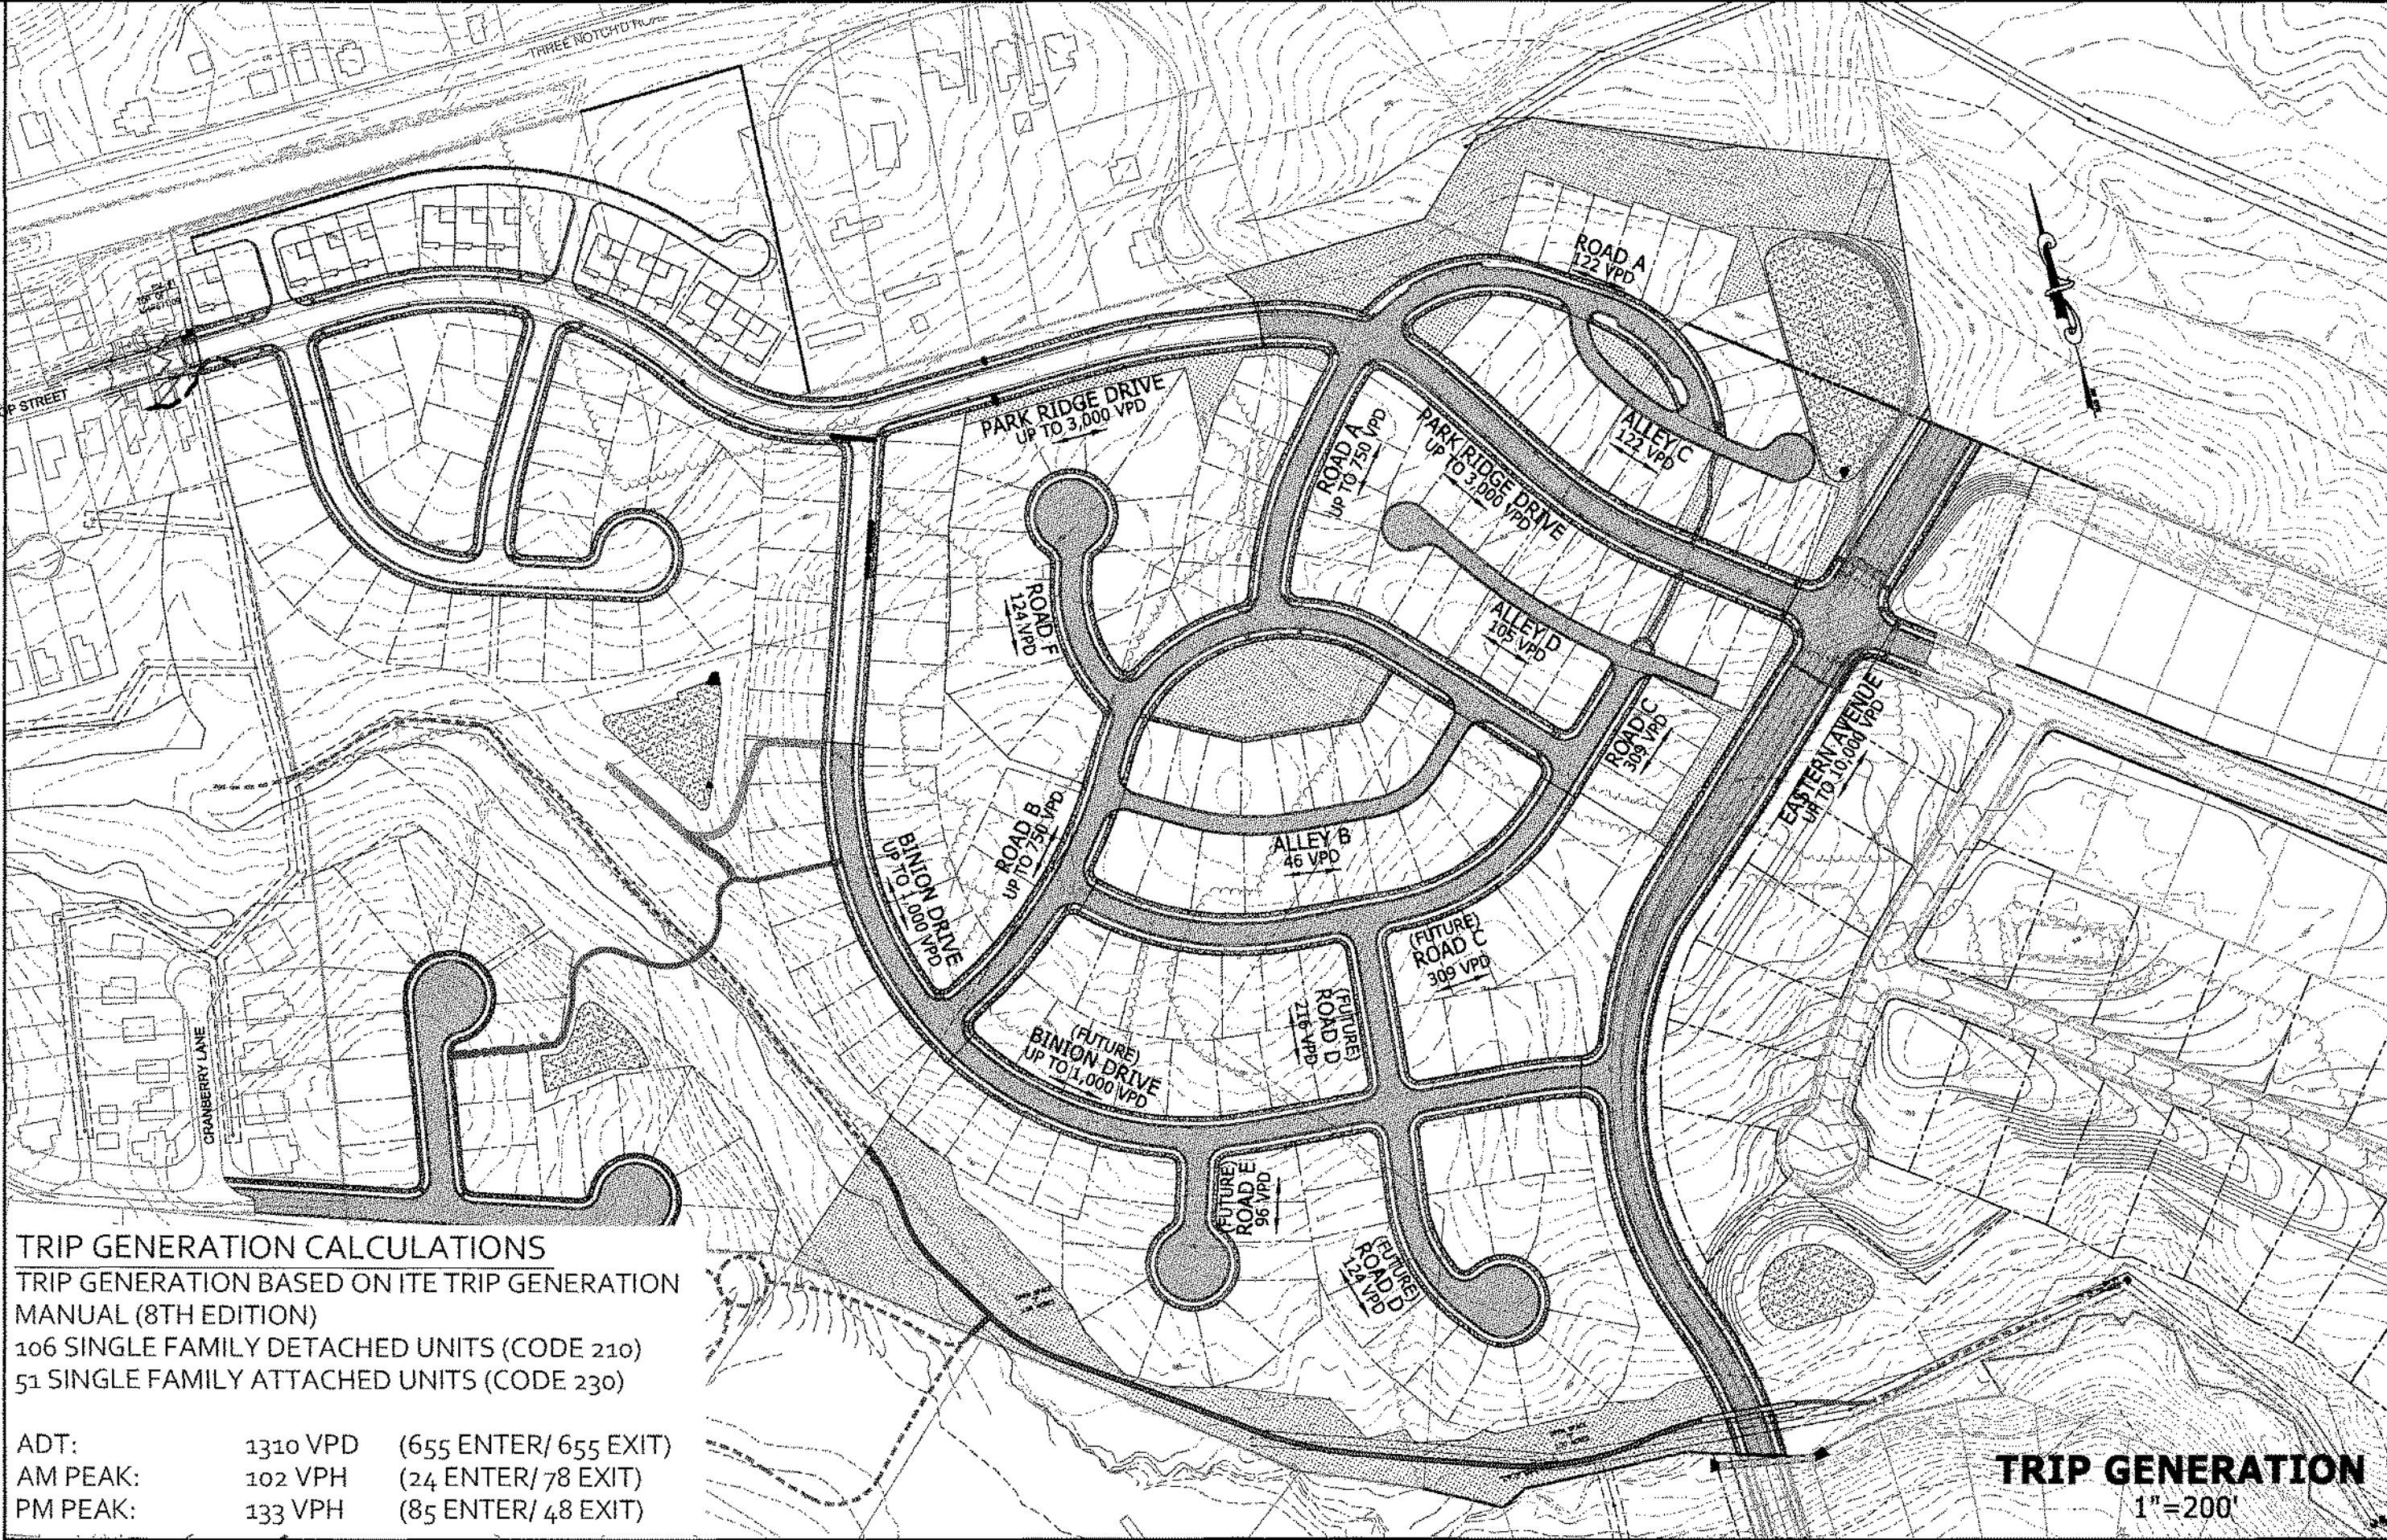 THREE NOTCH'D ROAD
OP STREET
ROAD A
122 VPD
PARK RIDGE DRIVE
UP TO 3,000 VPD
ROAD A
UP TO 750 VPD
PARK RIDGE DRIVE
UP TO 3,000 VPD
ALLEY C
122 VPD
ROAD F
124 VPD
ALLEY D
105 VPD
ROAD C
309 VPD
EASTERN AVENUE
UP TO 10,000 VPD
BINION DRIVE
UP TO 1,000 VPD
ROAD B
UP TO 750 VPD
ALLEY B
46 VPD
(FUTURE)
ROAD C
309 VPD
(FUTURE)
ROAD D
216 VPD
(FUTURE)
BINION DRIVE
UP TO 1,000 VPD
CRANBERRY LANE
(FUTURE)
ROAD E
96 VPD
(FUTURE)
ROAD D
124 VPD
TRIP GENERATION CALCULATIONS
TRIP GENERATION BASED ON ITE TRIP GENERATION
MANUAL (8TH EDITION)
106 SINGLE FAMILY DETACHED UNITS (CODE 210)
51 SINGLE FAMILY ATTACHED UNITS (CODE 230)
ADT: 1310 VPD (655 ENTER/ 655 EXIT)
AM PEAK: 102 VPH (24 ENTER/ 78 EXIT)
PM PEAK: 133 VPH (85 ENTER/ 48 EXIT)
TRIP GENERATION
1"=200'